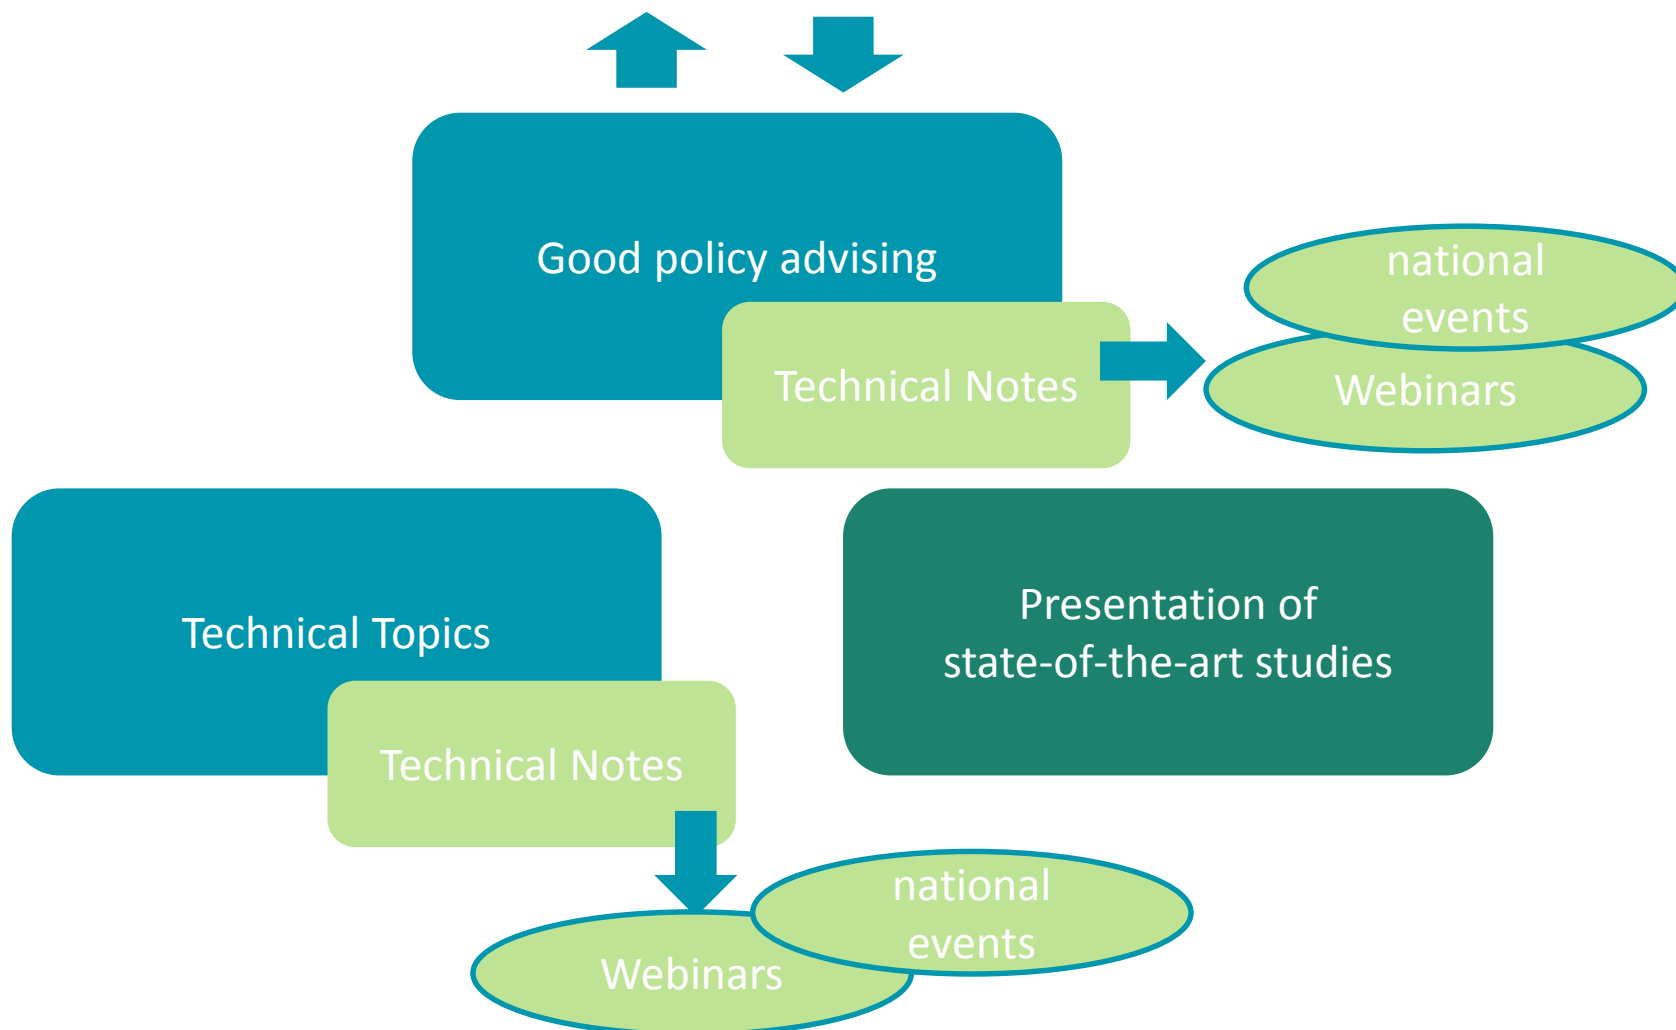 Good policy advising
Technical Notes
national
events
Webinars
Technical Topics
Technical Notes
Presentation of
state-of-the-art studies
national
events
Webinars